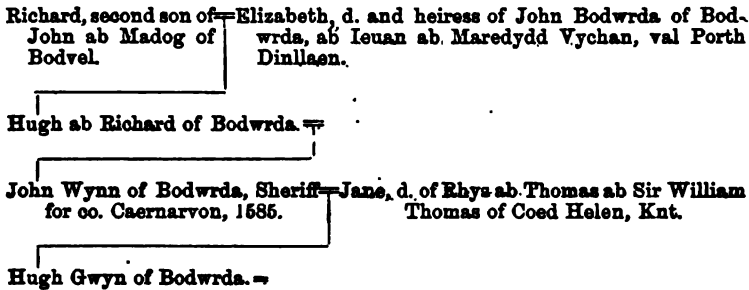 Richard, second son of = Elizabeth, d. and heiress of John Bodwrda of Bod-
John ab Madog of wrda, ab Ieuan ab Maredydd Vychan, val Porth
Bodvel. Dinllaen.
Hugh ab Richard of Bodwrda. =
John Wynn of Bodwrda, Sheriff = Jane, d. of Rhys ab Thomas ab Sir William
for co. Caernarvon, 1585. Thomas of Coed Helen, Knt.
Hugh Gwyn of Bodwrda. =